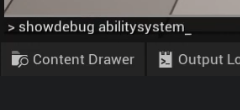 > showdebug abilitysystem_
Content Drawer
Output Lo